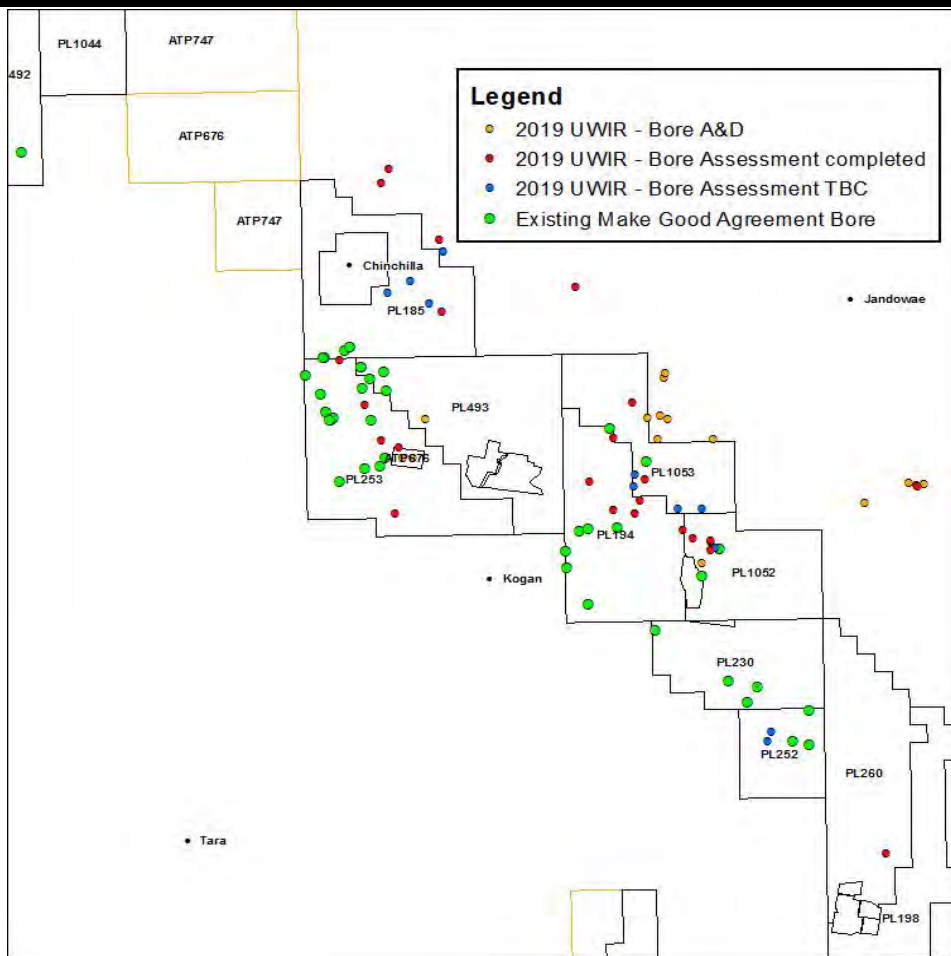 PL1044
ATP747
492
ATP676
ATP747
Legend
2019 UWIR - Bore A&D
2019 UWIR - Bore Assessment completed
2019 UWIR - Bore Assessment TBC
Existing Make Good Agreement Bore
Chinchilla
Jandowae
PL185
PL493
ATP676
PL253
PL1053
PL194
PL1052
Kogan
PL230
PL252
PL260
Tara
PL198